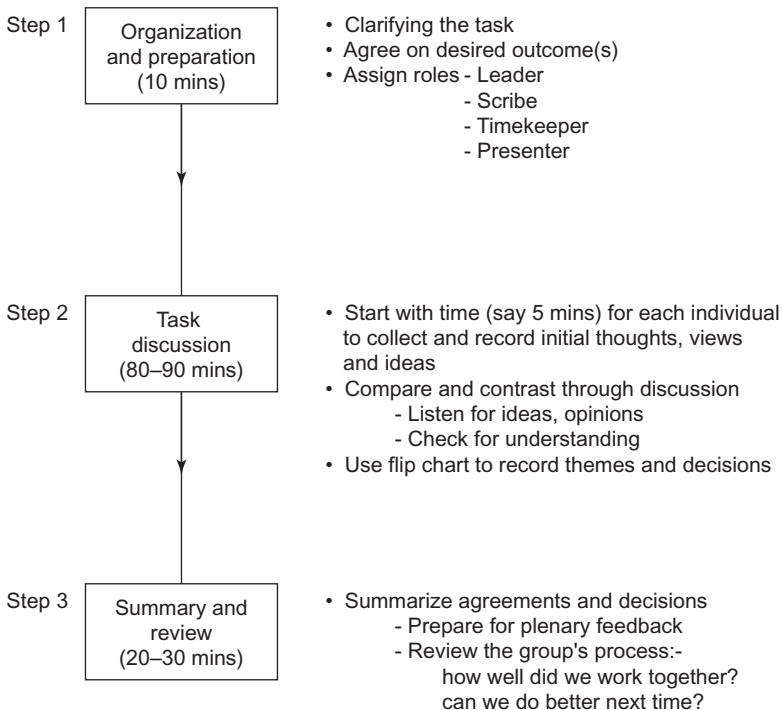 Step 1
Organization
and preparation
(10 mins)
• Clarifying the task
• Agree on desired outcome(s)
• Assign roles - Leader
- Scribe
- Timekeeper
- Presenter
Step 2
Task
discussion
(80–90 mins)
• Start with time (say 5 mins) for each individual
to collect and record initial thoughts, views
and ideas
• Compare and contrast through discussion
- Listen for ideas, opinions
- Check for understanding
• Use flip chart to record themes and decisions
Step 3
Summary and
review
(20–30 mins)
• Summarize agreements and decisions
- Prepare for plenary feedback
- Review the group's process:-
how well did we work together?
can we do better next time?